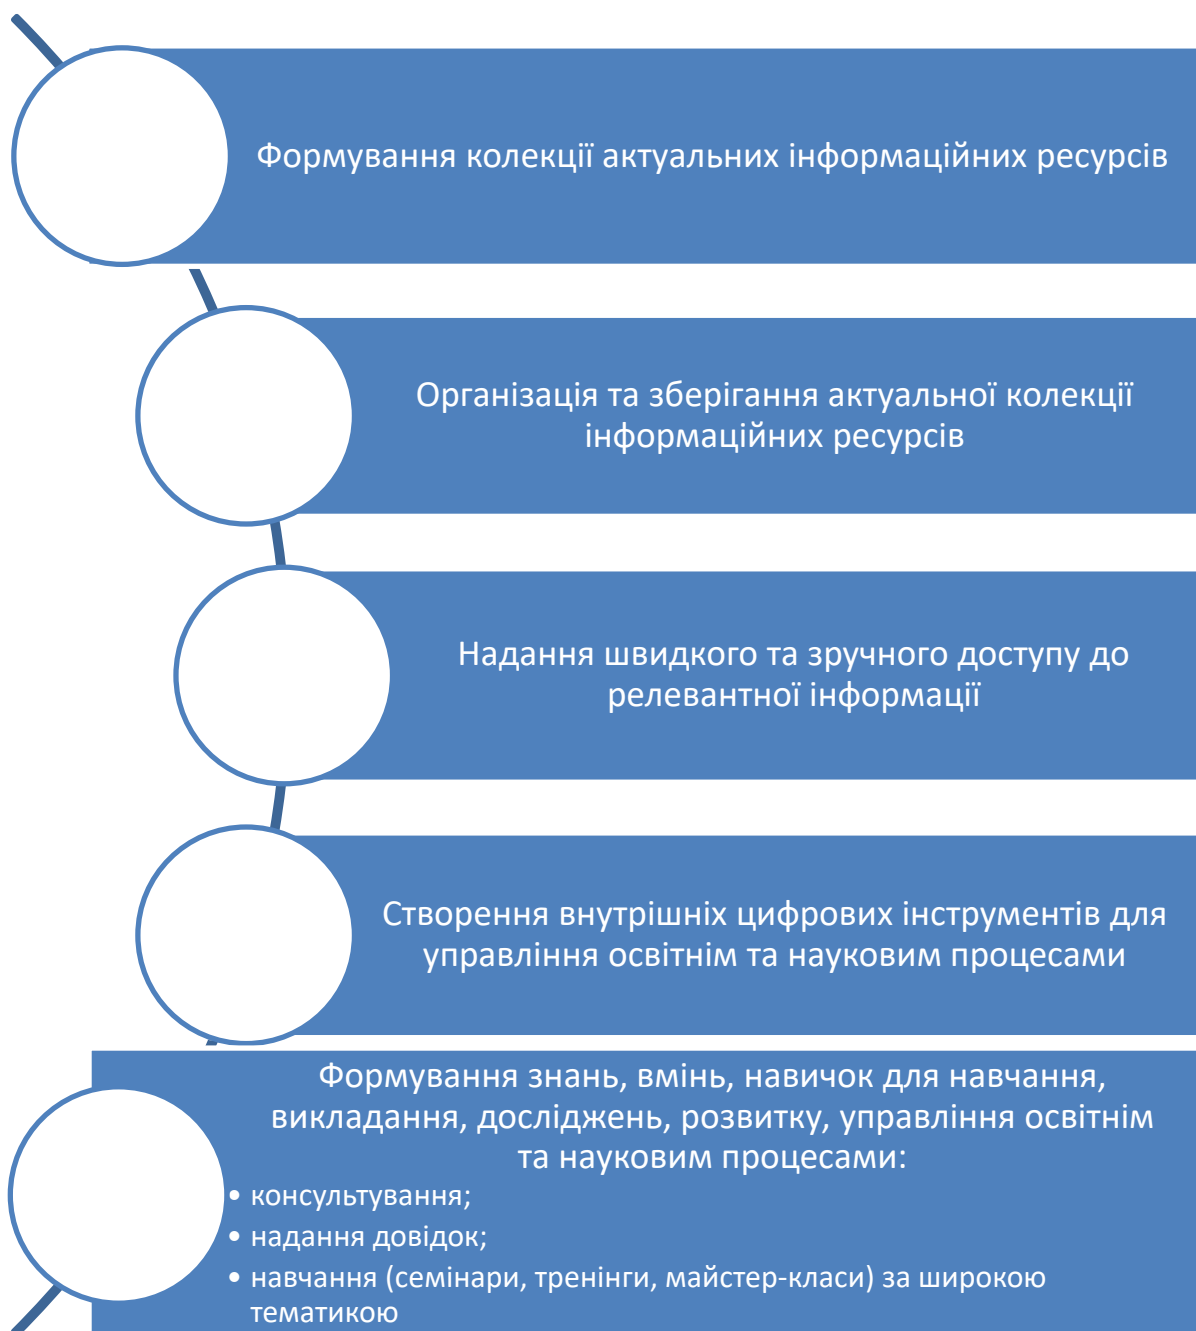 Формування колекції актуальних інформаційних ресурсів
Організація та зберігання актуальної колекції
інформаційних ресурсів
Надання швидкого та зручного доступу до
релевантної інформації
Створення внутрішніх цифрових інструментів для
управління освітнім та науковим процесами
Формування знань, вмінь, навичок для навчання,
викладання, досліджень, розвитку, управління освітнім
та науковим процесами:
• консультування;
• надання довідок;
• навчання (семінари, тренінги, майстер-класи) за широкою
тематикою